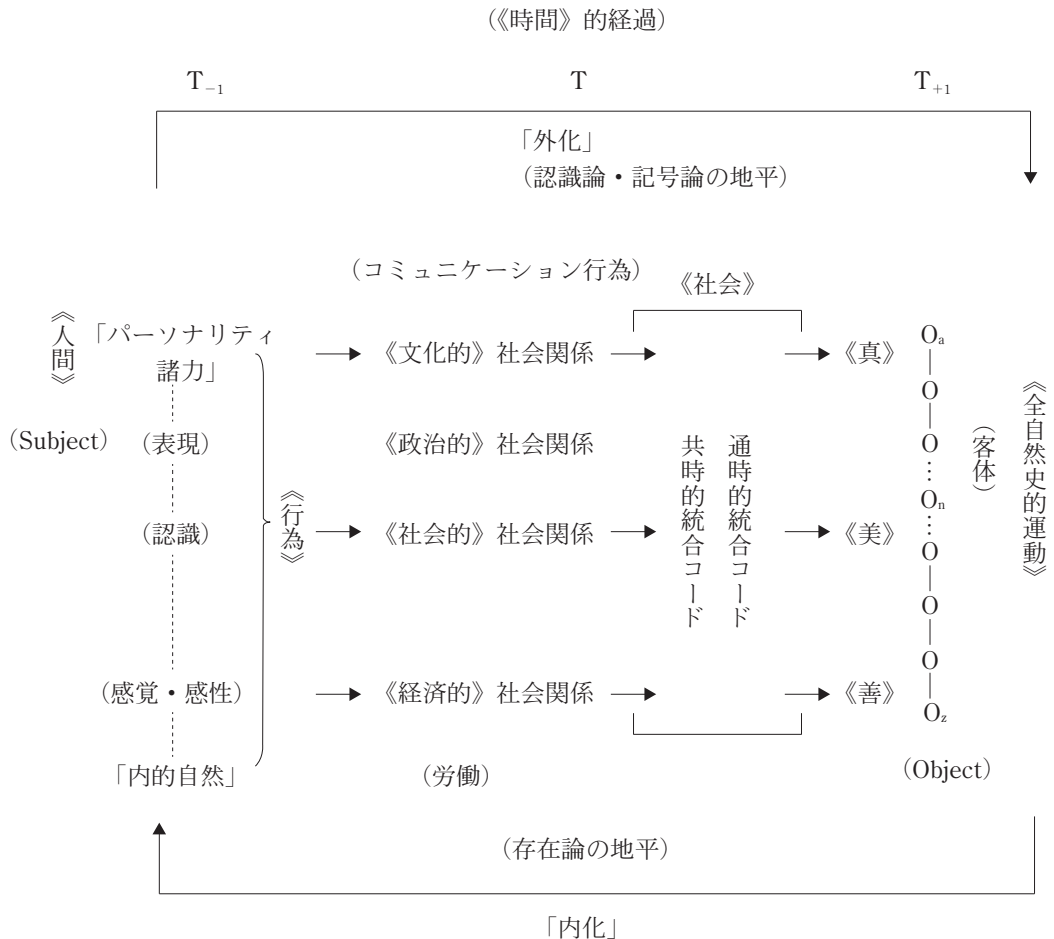 (《時間》的経過)
T₋₁ T T₊₁
「外化」
(認識論・記号論の地平)
(コミュニケーション行為)
《社会》
《人間》
「パーソナリティ
諸力」
《文化的》社会関係
《真》
Oₐ
(Subject)
(表現)
《政治的》社会関係
(認識)
《行為》
《社会的》社会関係
共時的統合コード
通時的統合コード
《美》
O
O
⋮
Oₙ
⋮
O
O
O
(客体)
《全自然史的運動》
(感覚・感性)
《経済的》社会関係
《善》
O_z
「内的自然」
(労働)
(Object)
(存在論の地平)
「内化」